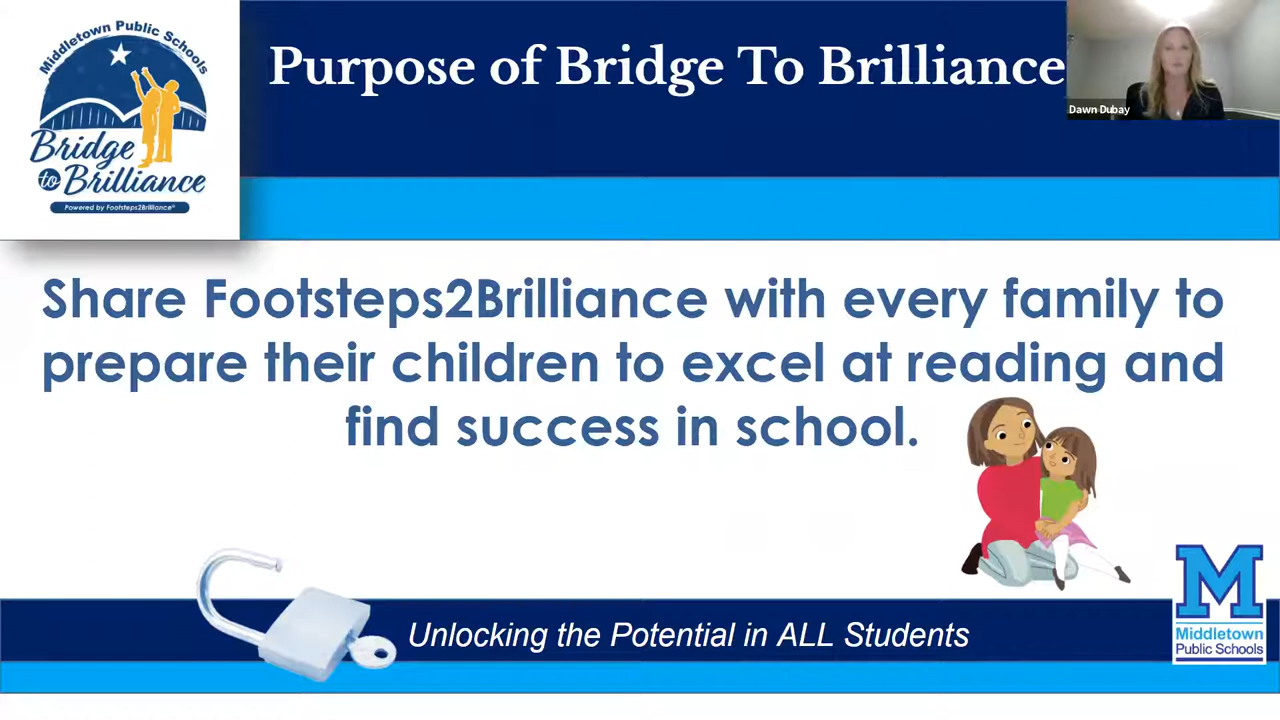 Middletown Public Schools
Bridge
to Brilliance
Powered by Footsteps2Brilliance®
Purpose of Bridge To Brilliance
Dawn Dubay
Share Footsteps2Brilliance with every family to
prepare their children to excel at reading and
find success in school.
Unlocking the Potential in ALL Students
M
Middletown
Public Schools